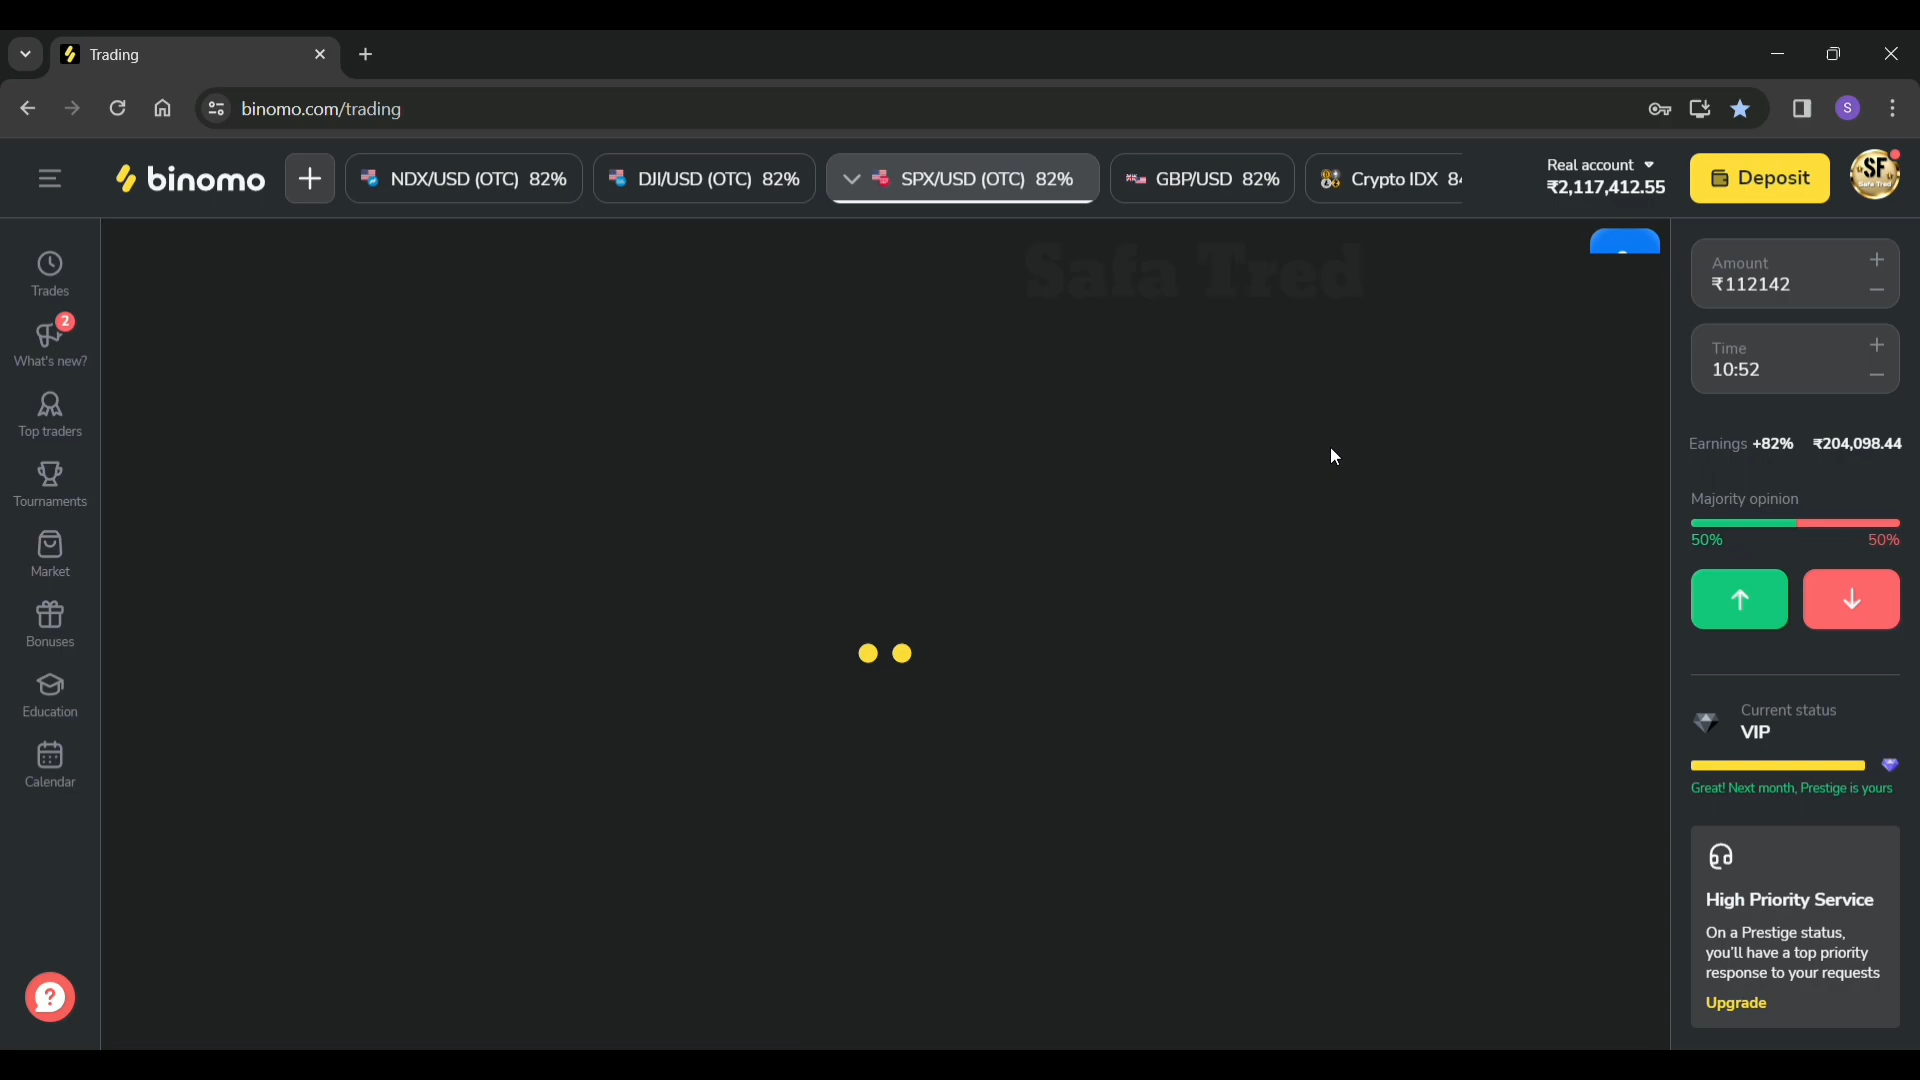 Trading
binomo.com/trading
S
binomo
NDX/USD (OTC) 82%
DJI/USD (OTC) 82%
SPX/USD (OTC) 82%
GBP/USD 82%
Crypto IDX
Real account
₹2,117,412.55
Deposit
SF
Safa Tred
Safa Tred
Trades
2
What's new?
Top traders
Tournaments
Market
Bonuses
Education
Calendar
Amount
₹112142
Time
10:52
Earnings +82% ₹204,098.44
Majority opinion
50% 50%
Current status
VIP
Great! Next month, Prestige is yours
High Priority Service
On a Prestige status,
you'll have a top priority
response to your requests
Upgrade